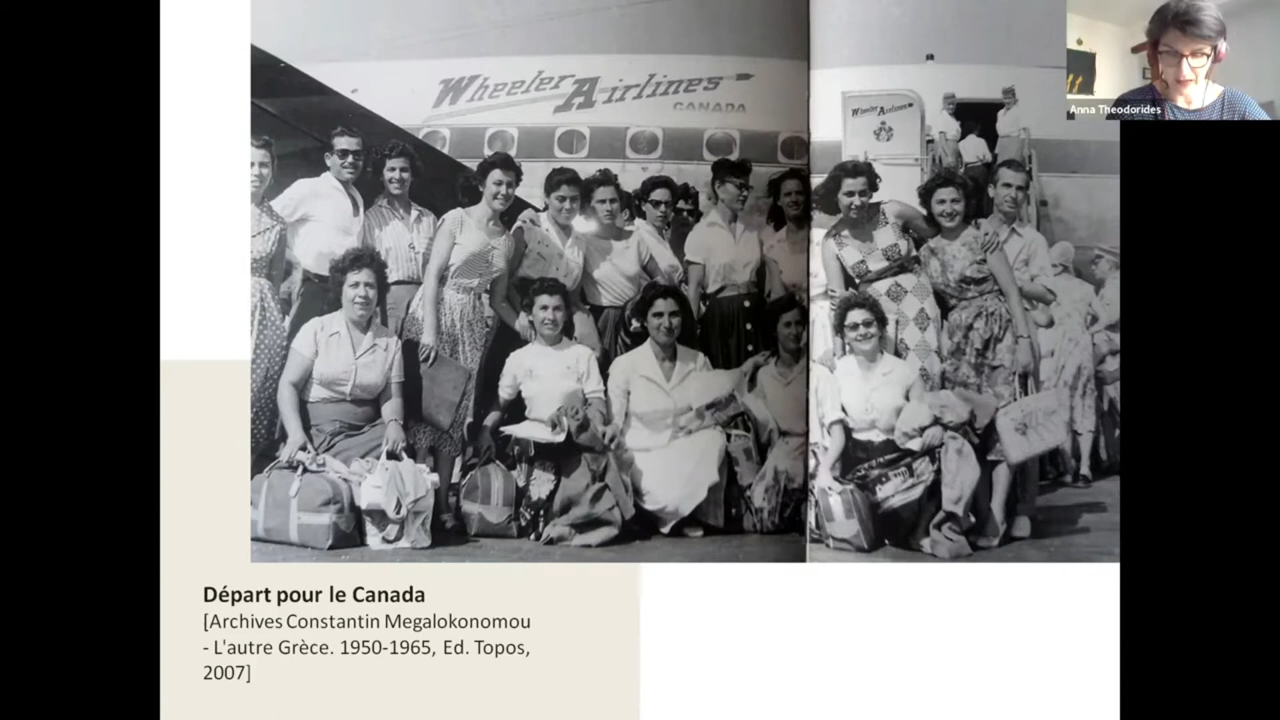 Wheeler Airlines
CANADA
Wheeler Airlines
Anna Theodorides
Départ pour le Canada
[Archives Constantin Megalokonomou
- L'autre Grèce. 1950-1965, Ed. Topos,
2007]